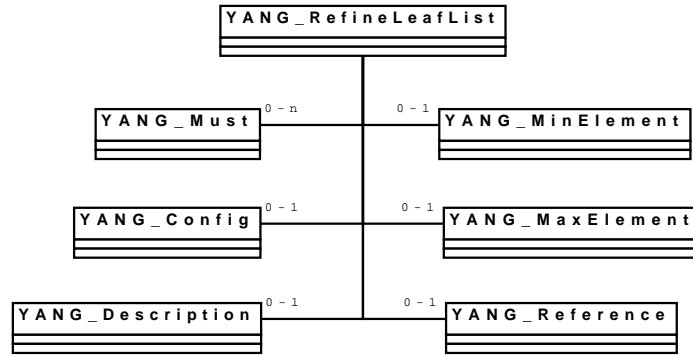 YANG_RefineLeafList
0-n
0-1
YANG_Must
YANG_MinElement
0-1
0-1
YANG_Config
YANG_MaxElement
0-1
0-1
YANG_Description
YANG_Reference